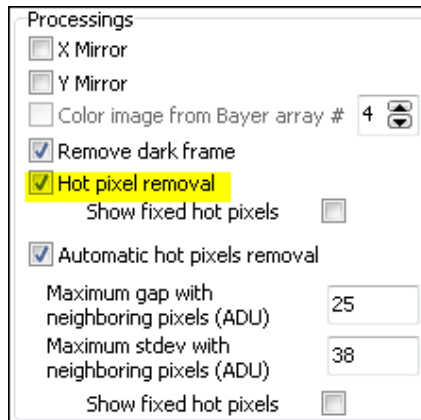 Processings
X Mirror
Y Mirror
Color image from Bayer array # 4
Remove dark frame
Hot pixel removal
Show fixed hot pixels
Automatic hot pixels removal
Maximum gap with
neighboring pixels (ADU) 25
Maximum stdev with
neighboring pixels (ADU) 38
Show fixed hot pixels